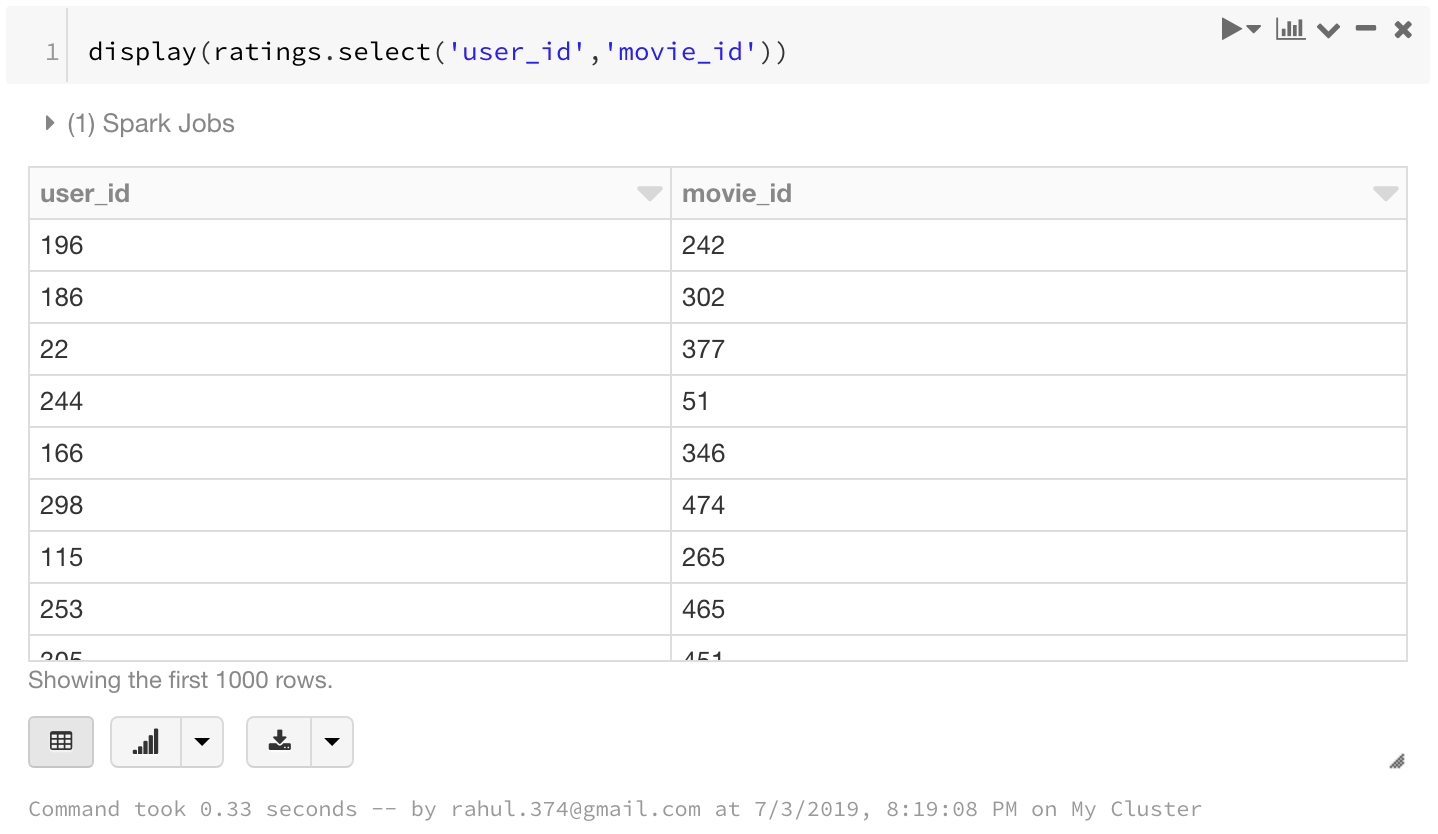 1 display(ratings.select('user_id','movie_id'))
(1) Spark Jobs
user_id movie_id
196 242
186 302
22 377
244 51
166 346
298 474
115 265
253 465
305 451
Showing the first 1000 rows.
Command took 0.33 seconds -- by rahul.374@gmail.com at 7/3/2019, 8:19:08 PM on My Cluster